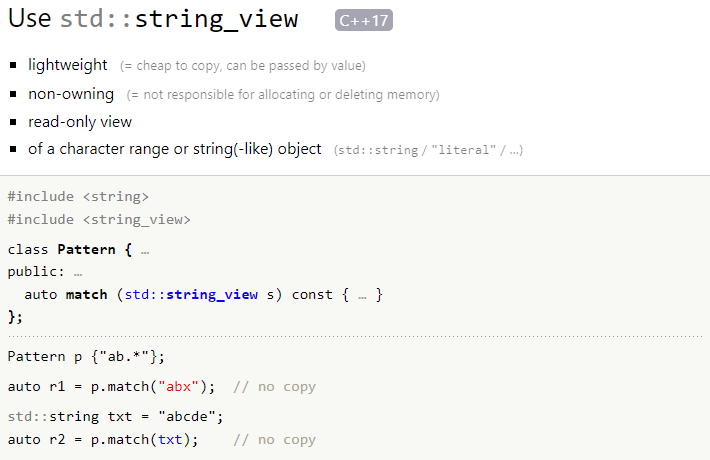 Use std::string_view C++17
▪ lightweight (= cheap to copy, can be passed by value)
▪ non-owning (= not responsible for allocating or deleting memory)
▪ read-only view
▪ of a character range or string(-like) object (std::string / "literal" / …)
#include <string>
#include <string_view>
class Pattern { …
public: …
  auto match (std::string_view s) const { … }
};
Pattern p {"ab.*"};
auto r1 = p.match("abx");  // no copy
std::string txt = "abcde";
auto r2 = p.match(txt);    // no copy